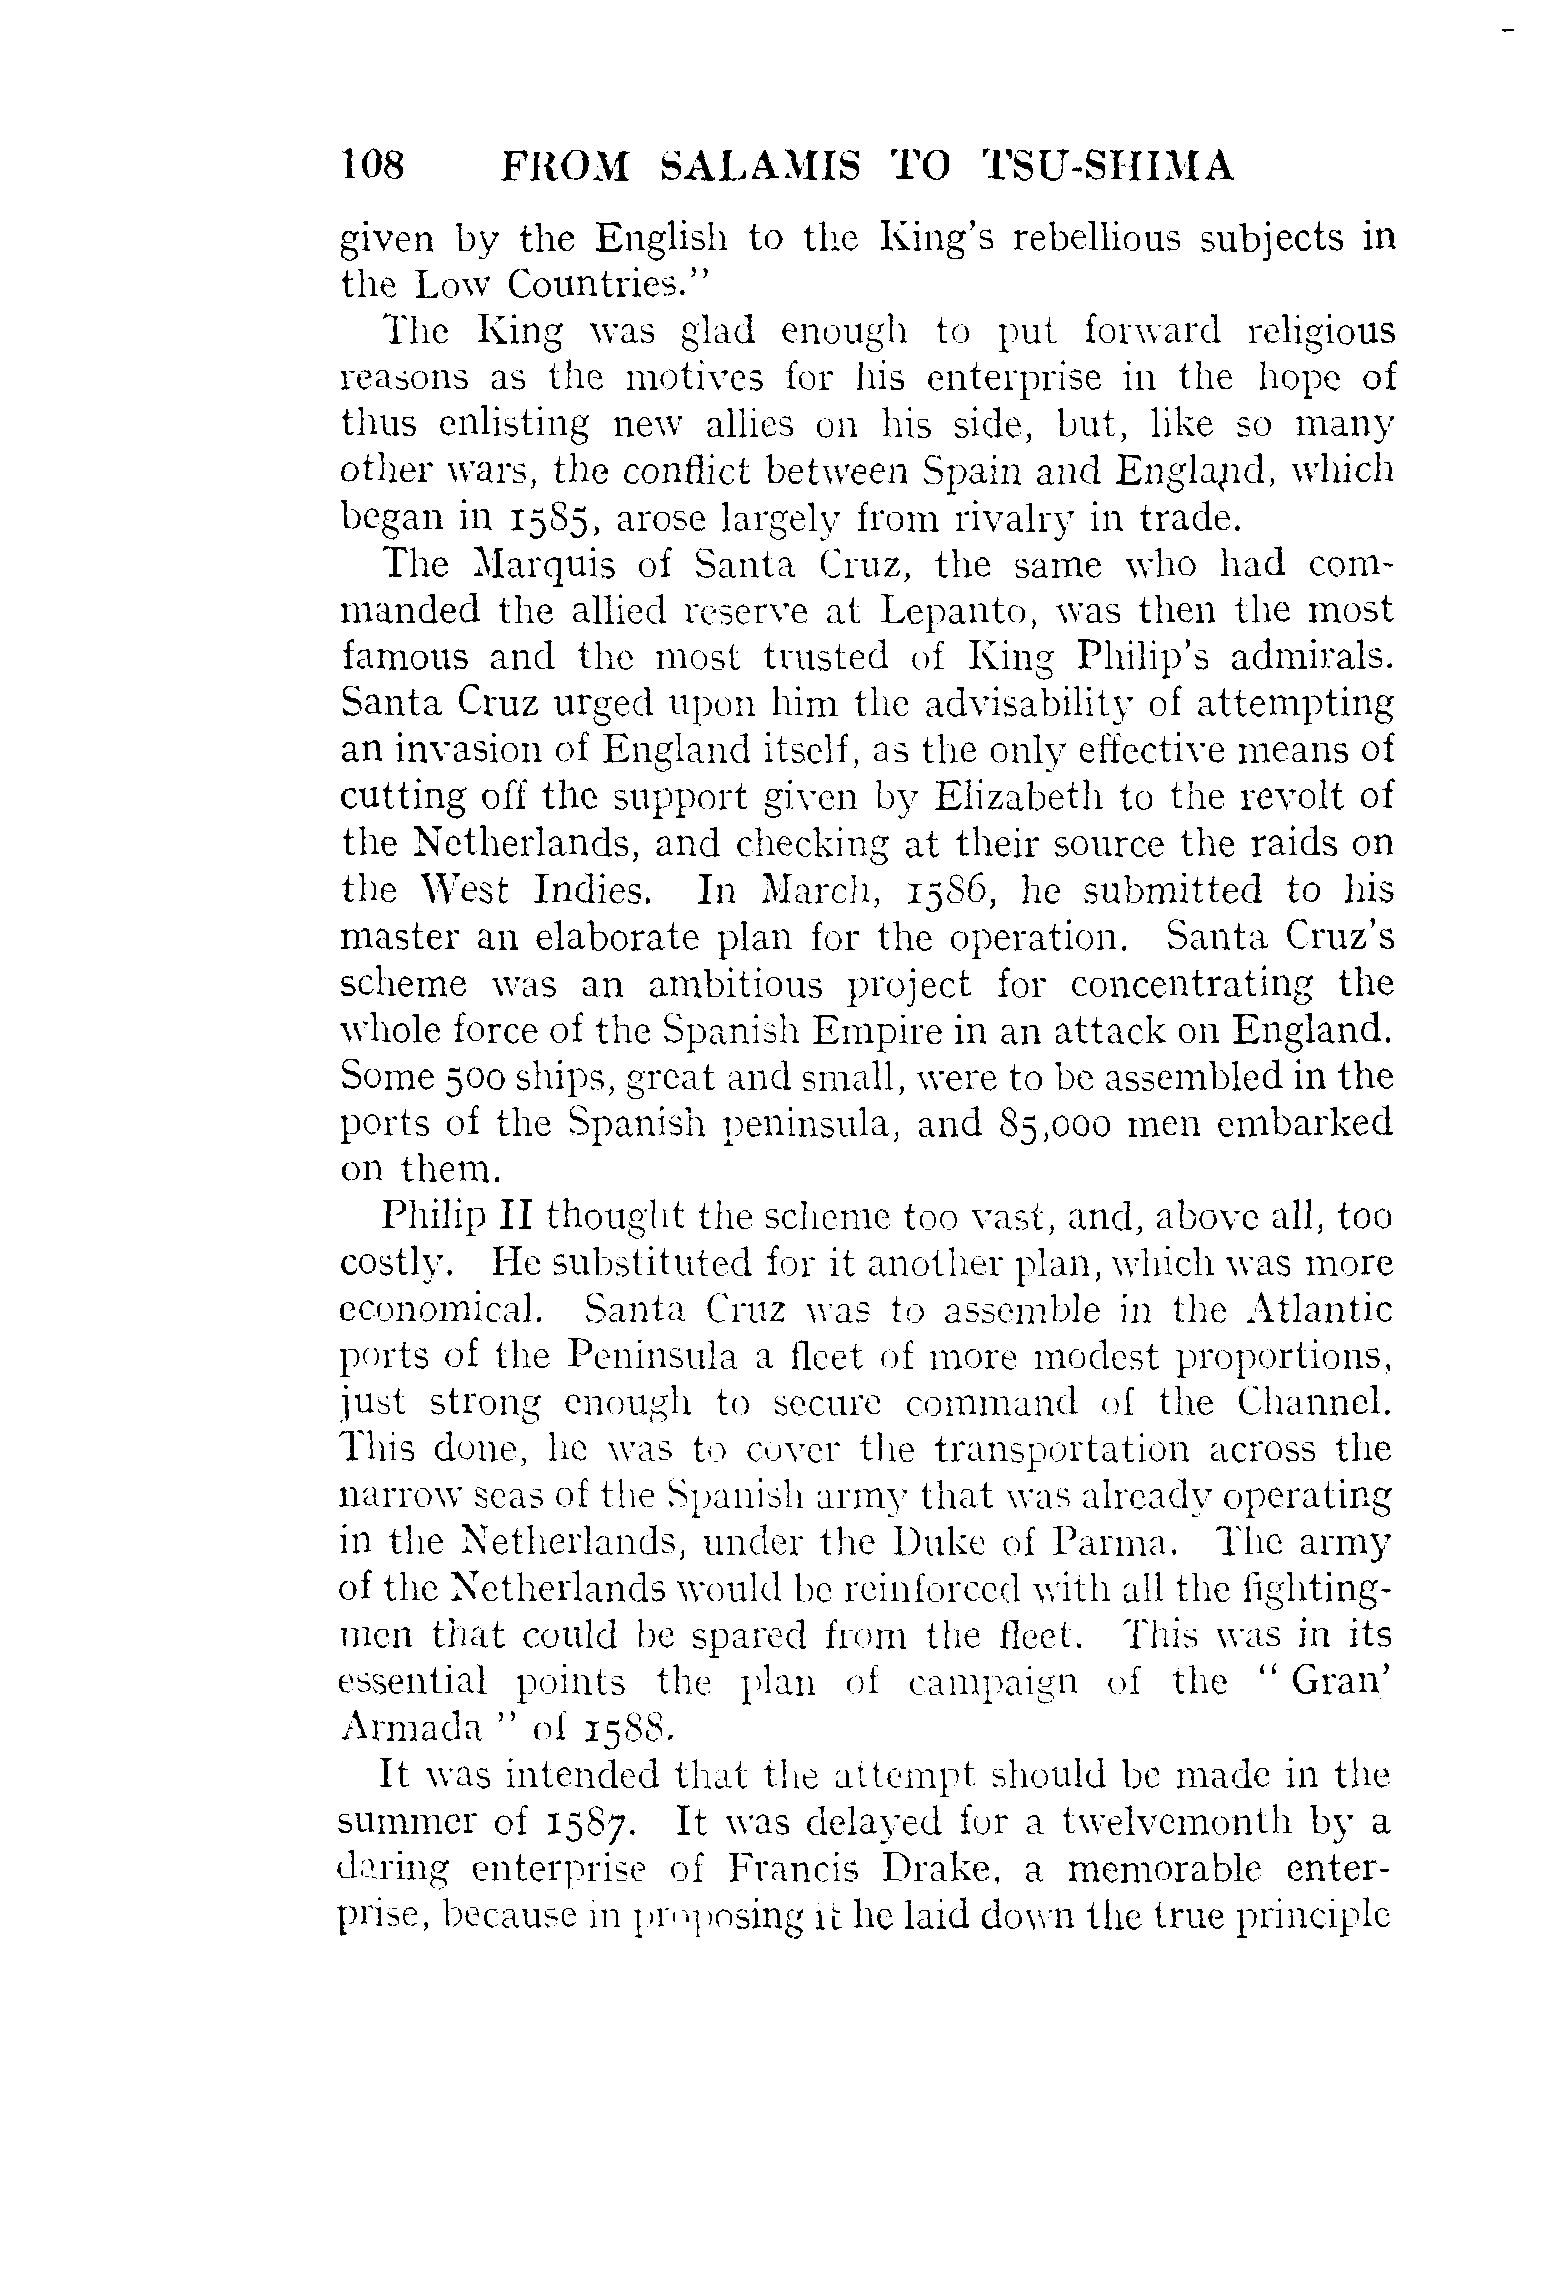 108 FROM SALAMIS TO TSU-SHIMA
given by the English to the King's rebellious subjects in
the Low Countries."
The King was glad enough to put forward religious
reasons as the motives for his enterprise in the hope of
thus enlisting new allies on his side, but, like so many
other wars, the conflict between Spain and England, which
began in 1585, arose largely from rivalry in trade.
The Marquis of Santa Cruz, the same who had com-
manded the allied reserve at Lepanto, was then the most
famous and the most trusted of King Philip's admirals.
Santa Cruz urged upon him the advisability of attempting
an invasion of England itself, as the only effective means of
cutting off the support given by Elizabeth to the revolt of
the Netherlands, and checking at their source the raids on
the West Indies. In March, 1586, he submitted to his
master an elaborate plan for the operation. Santa Cruz's
scheme was an ambitious project for concentrating the
whole force of the Spanish Empire in an attack on England.
Some 500 ships, great and small, were to be assembled in the
ports of the Spanish peninsula, and 85,000 men embarked
on them.
Philip II thought the scheme too vast, and, above all, too
costly. He substituted for it another plan, which was more
economical. Santa Cruz was to assemble in the Atlantic
ports of the Peninsula a fleet of more modest proportions,
just strong enough to secure command of the Channel.
This done, he was to cover the transportation across the
narrow seas of the Spanish army that was already operating
in the Netherlands, under the Duke of Parma. The army
of the Netherlands would be reinforced with all the fighting-
men that could be spared from the fleet. This was in its
essential points the plan of campaign of the " Gran'
Armada " of 1588.
It was intended that the attempt should be made in the
summer of 1587. It was delayed for a twelvemonth by a
daring enterprise of Francis Drake, a memorable enter-
prise, because in proposing it he laid down the true principle